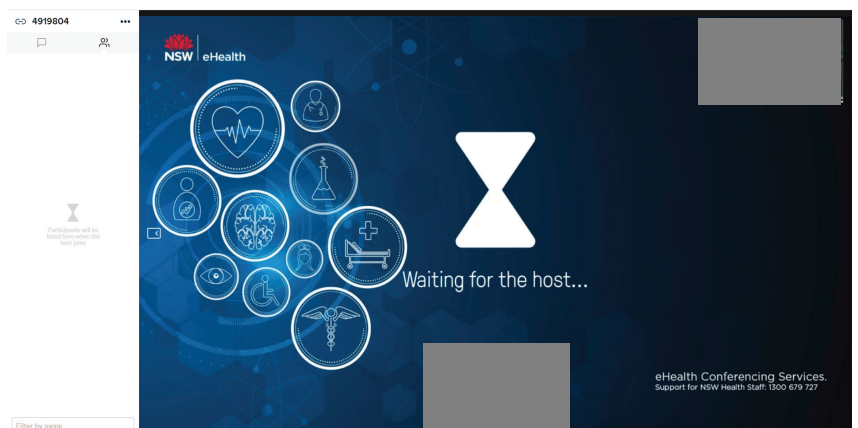 4919804
NSW
eHealth
Participants will be
listed here when the
host joins
Waiting for the host...
eHealth Conferencing Services.
Support for NSW Health Staff: 1300 679 727
Filter by name